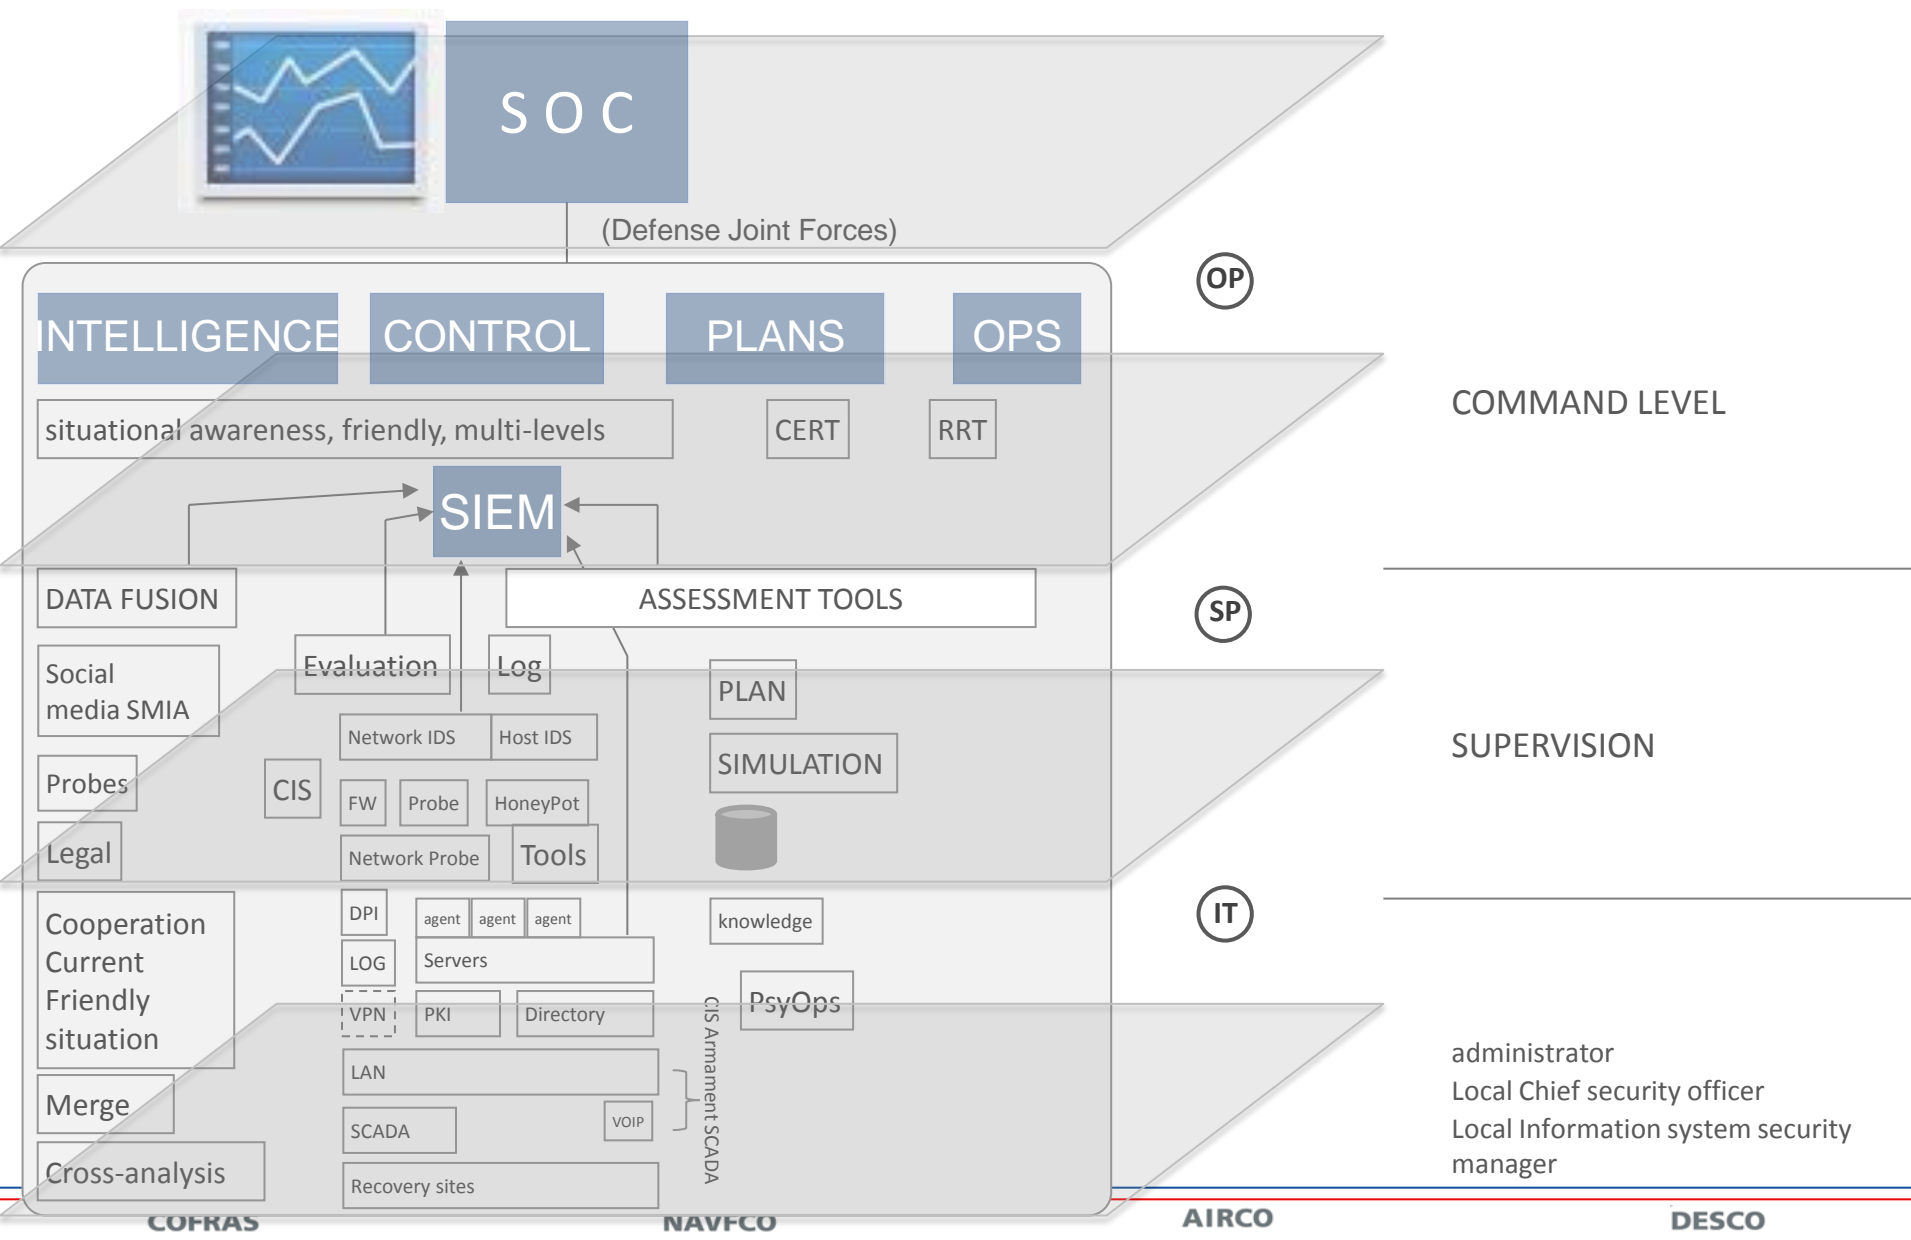 S O C
(Defense Joint Forces)
OP
INTELLIGENCE
CONTROL
PLANS
OPS
situational awareness, friendly, multi-levels
CERT
RRT
COMMAND LEVEL
SIEM
DATA FUSION
ASSESSMENT TOOLS
SP
Evaluation
Log
Social
media SMIA
PLAN
Network IDS
Host IDS
SUPERVISION
SIMULATION
Probes
CIS
FW
Probe
HoneyPot
Legal
Network Probe
Tools
IT
Cooperation
Current
Friendly
situation
DPI
agent
agent
agent
knowledge
LOG
Servers
VPN
PKI
Directory
PsyOps
CIS Armament SCADA
LAN
Merge
SCADA
VOIP
Cross-analysis
Recovery sites
administrator
Local Chief security officer
Local Information system security
manager
COFRAS
NAVFCO
AIRCO
DESCO